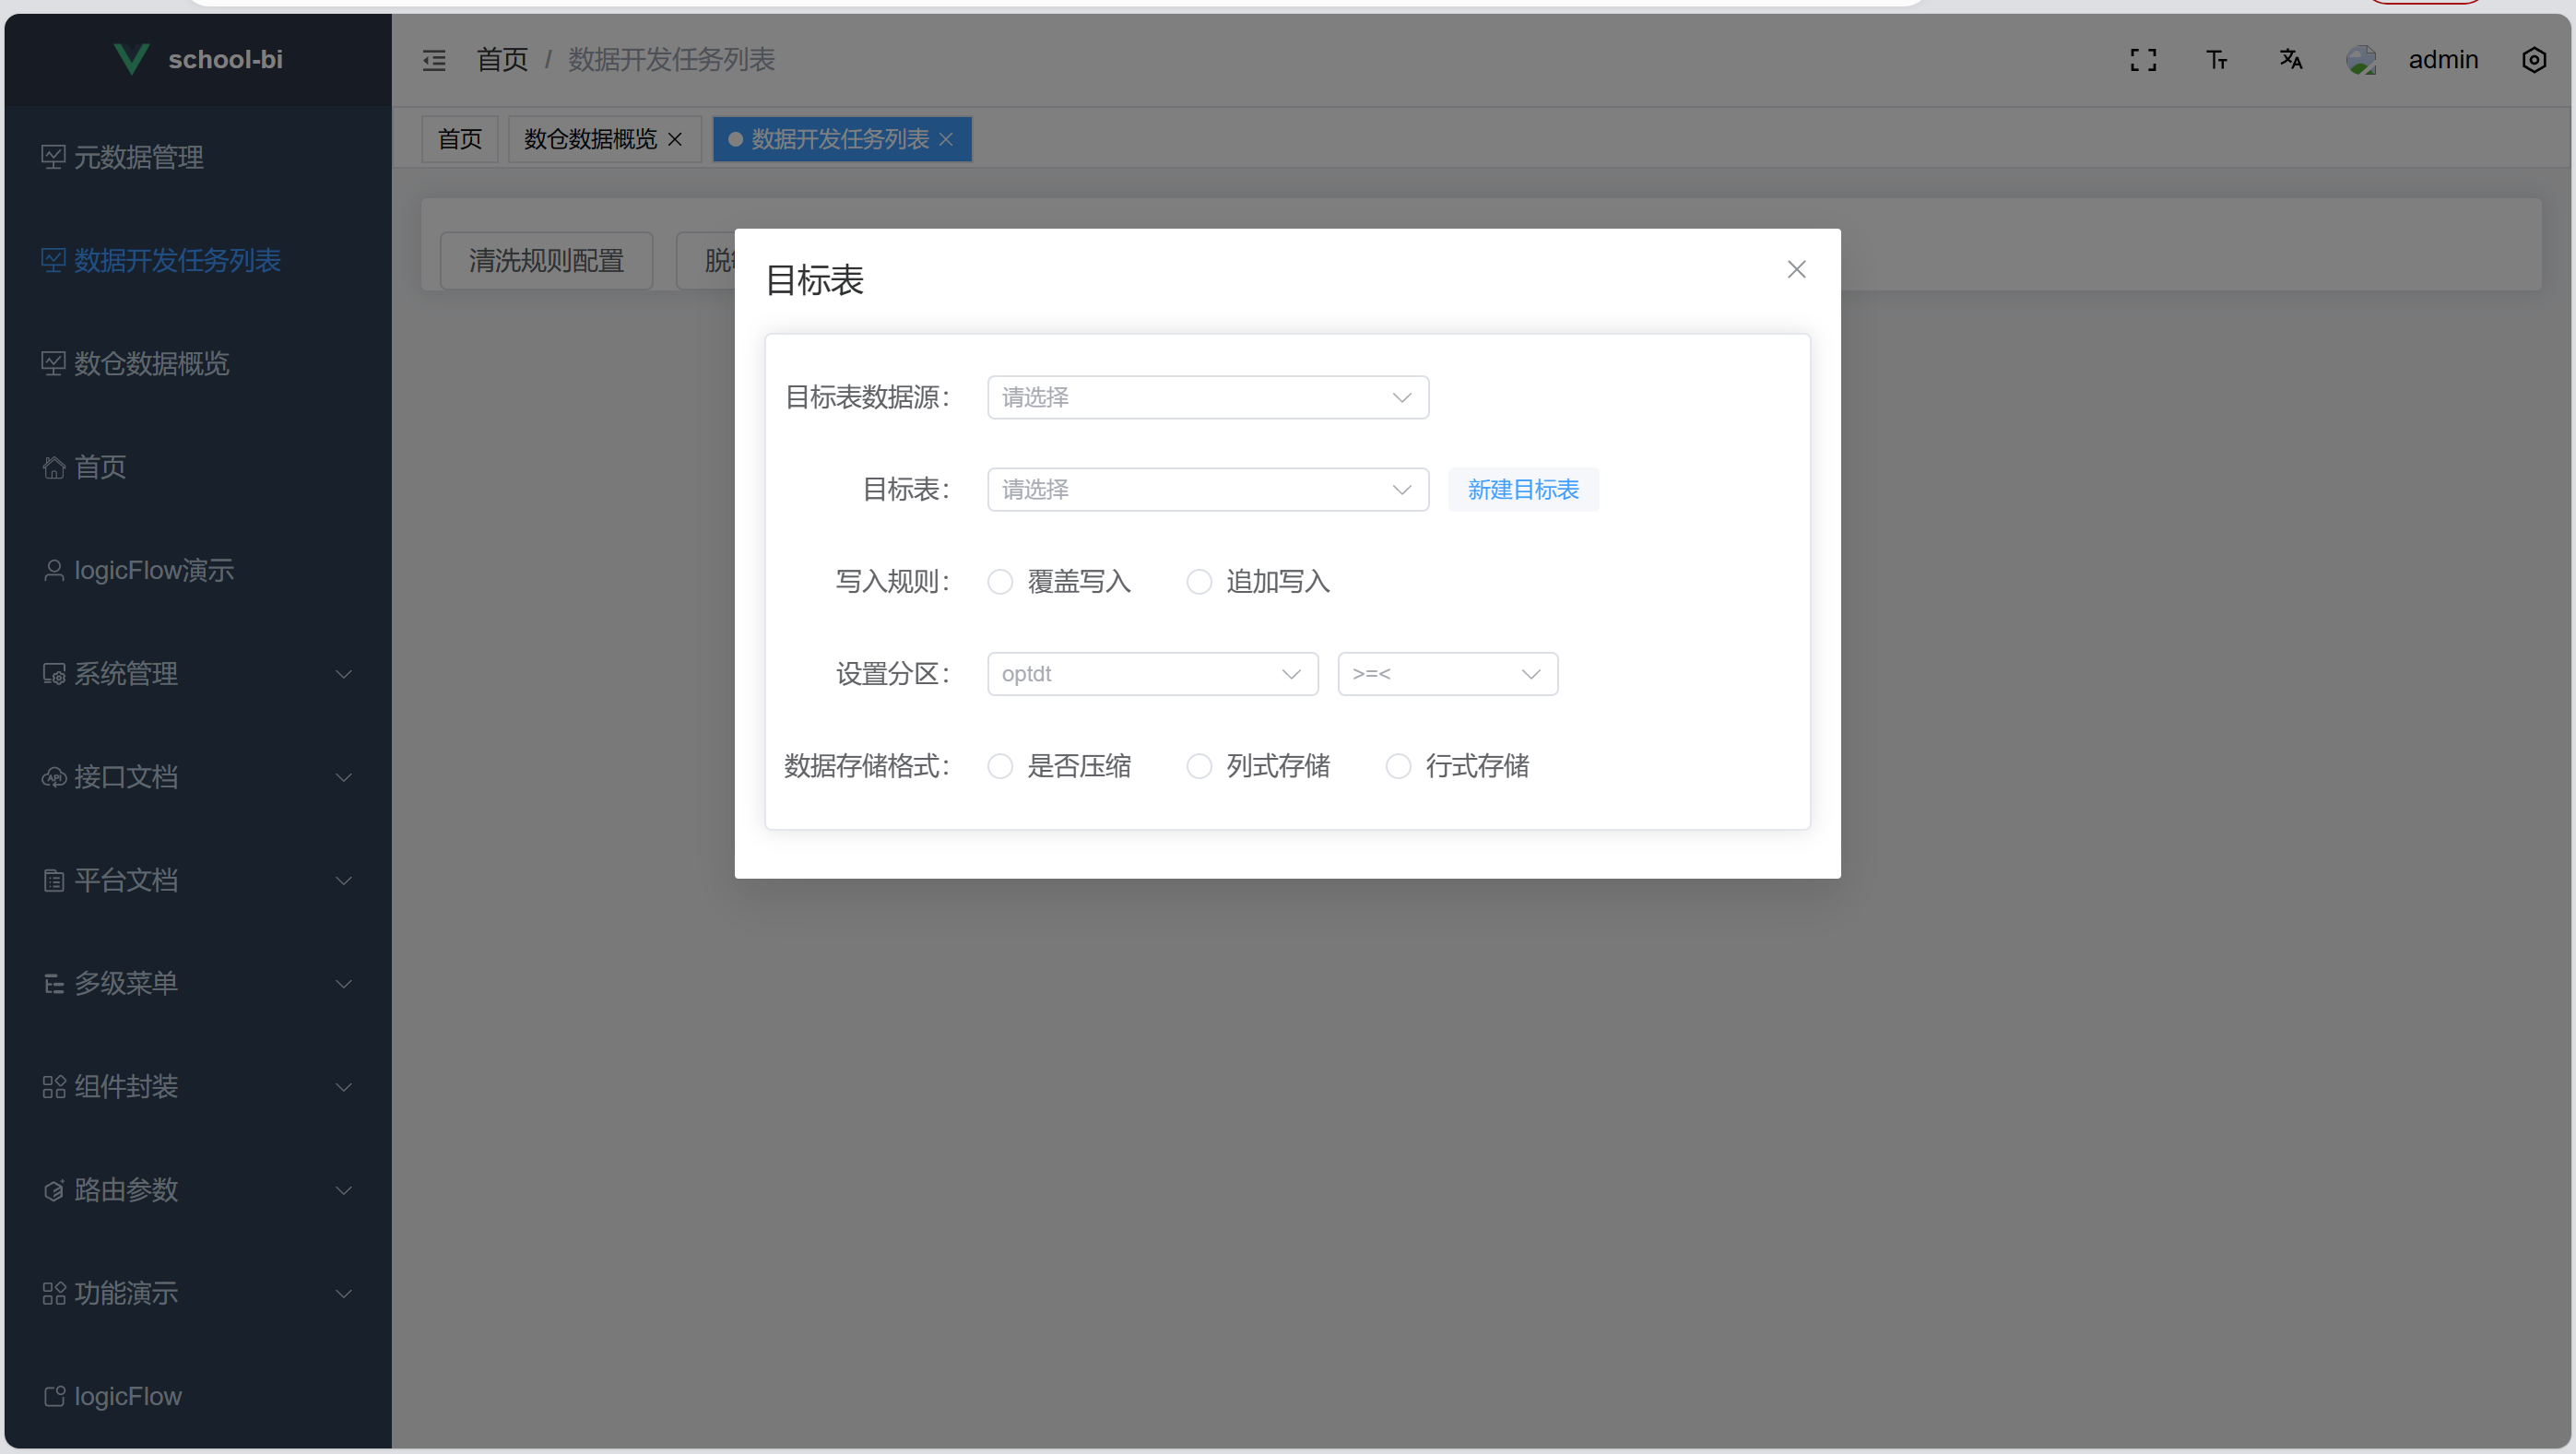 school-bi
首页 / 数据开发任务列表
admin
首页
数仓数据概览
数据开发任务列表
元数据管理
数据开发任务列表
数仓数据概览
首页
logicFlow演示
系统管理
接口文档
平台文档
多级菜单
组件封装
路由参数
功能演示
logicFlow
清洗规则配置
脱
目标表
目标表数据源：
请选择
目标表：
请选择
新建目标表
写入规则：
覆盖写入
追加写入
设置分区：
optdt
>=<
数据存储格式：
是否压缩
列式存储
行式存储